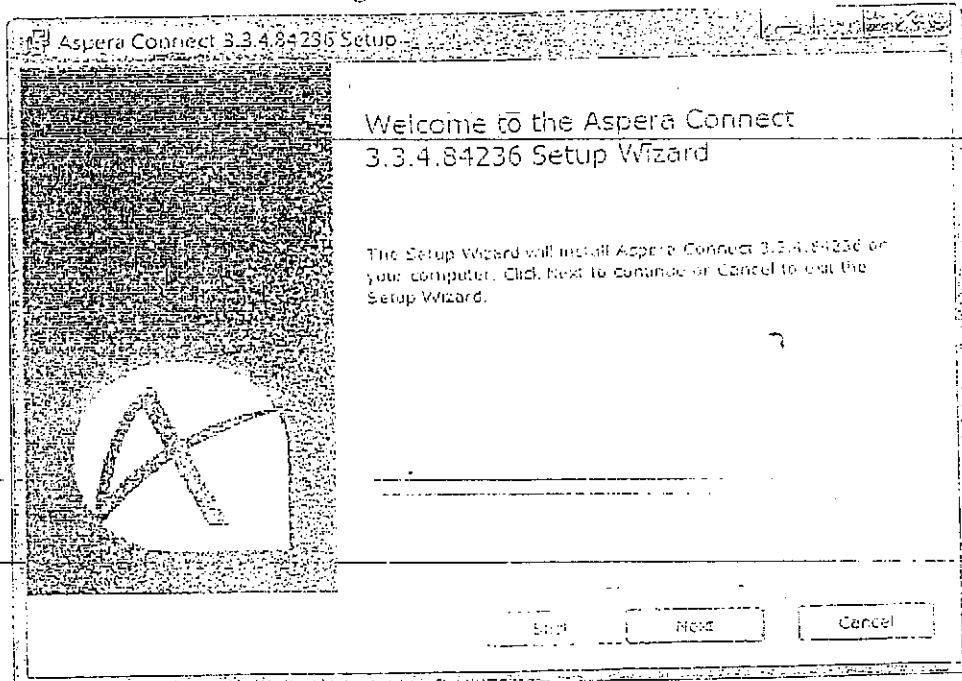 Aspera Connect 3.3.4.84236 Setup
Welcome to the Aspera Connect
3.3.4.84236 Setup Wizard
The Setup Wizard will install Aspera Connect 3.3.4.84236 on
your computer. Click Next to continue or Cancel to exit the
Setup Wizard.
Next
Cancel